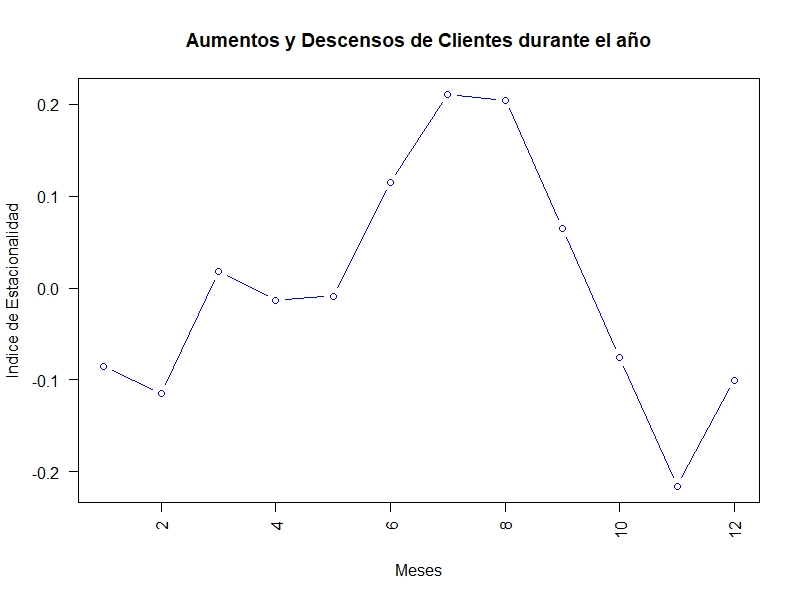 Aumentos y Descensos de Clientes durante el año
Indice de Estacionalidad
0.2
0.1
0.0
-0.1
-0.2
2 4 6 8 10 12
Meses